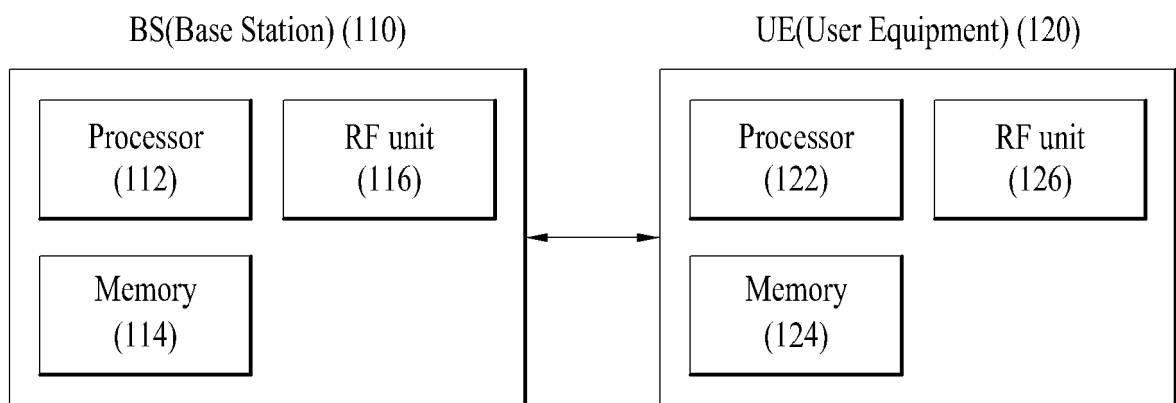 BS(Base Station) (110)
Processor
(112)
RF unit
(116)
Memory
(114)
UE(User Equipment) (120)
Processor
(122)
RF unit
(126)
Memory
(124)